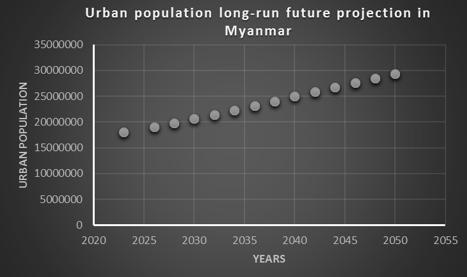 Urban population long-run future projection in
Myanmar
35000000
30000000
25000000
20000000
15000000
10000000
5000000
0
URBAN POPULATION
2020 2025 2030 2035 2040 2045 2050 2055
YEARS